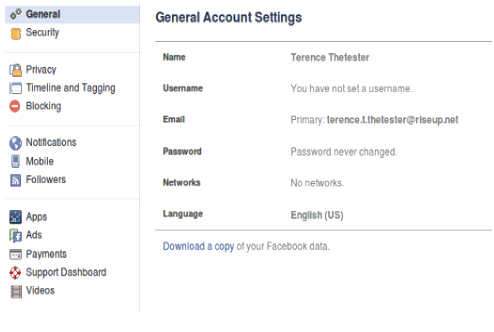 General
Security
Privacy
Timeline and Tagging
Blocking
Notifications
Mobile
Followers
Apps
Ads
Payments
Support Dashboard
Videos
General Account Settings
Name Terence Thetester
Username You have not set a username.
Email Primary: terence.t.thetester@riseup.net
Password Password never changed.
Networks No networks.
Language English (US)
Download a copy of your Facebook data.